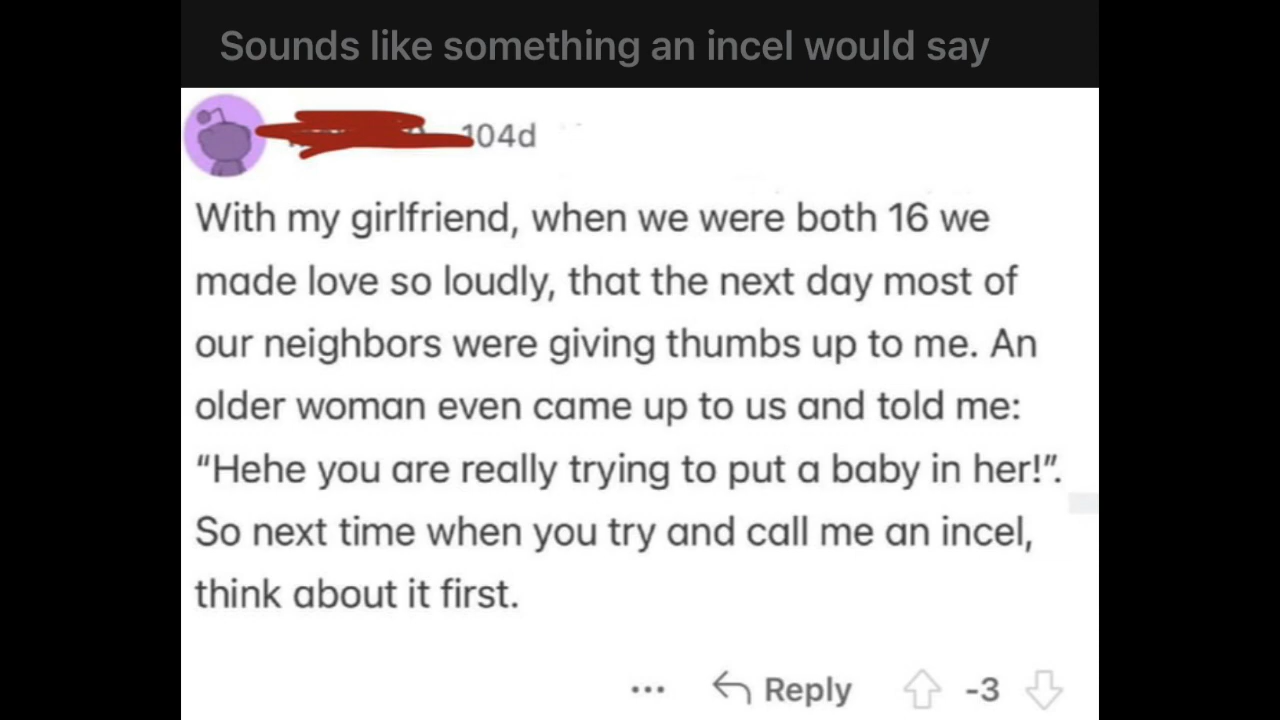 Sounds like something an incel would say
104d
With my girlfriend, when we were both 16 we
made love so loudly, that the next day most of
our neighbors were giving thumbs up to me. An
older woman even came up to us and told me:
“Hehe you are really trying to put a baby in her!”.
So next time when you try and call me an incel,
think about it first.
... Reply -3